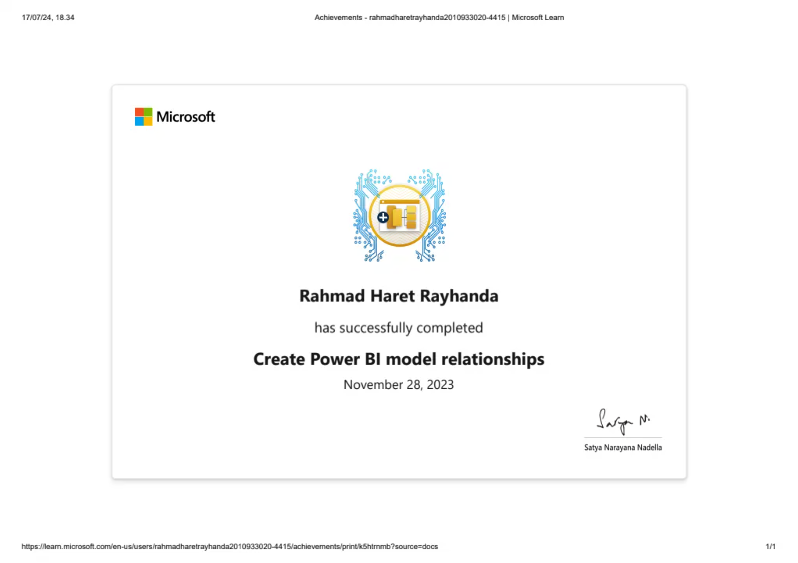 17/07/24, 18.34
Achievements - rahmadharetrayhanda2010933020-4415 | Microsoft Learn
Microsoft
Rahmad Haret Rayhanda
has successfully completed
Create Power BI model relationships
November 28, 2023
Satya N.
Satya Narayana Nadella
https://learn.microsoft.com/en-us/users/rahmadharetrayhanda2010933020-4415/achievements/print/k5htrnmb?source=docs
1/1